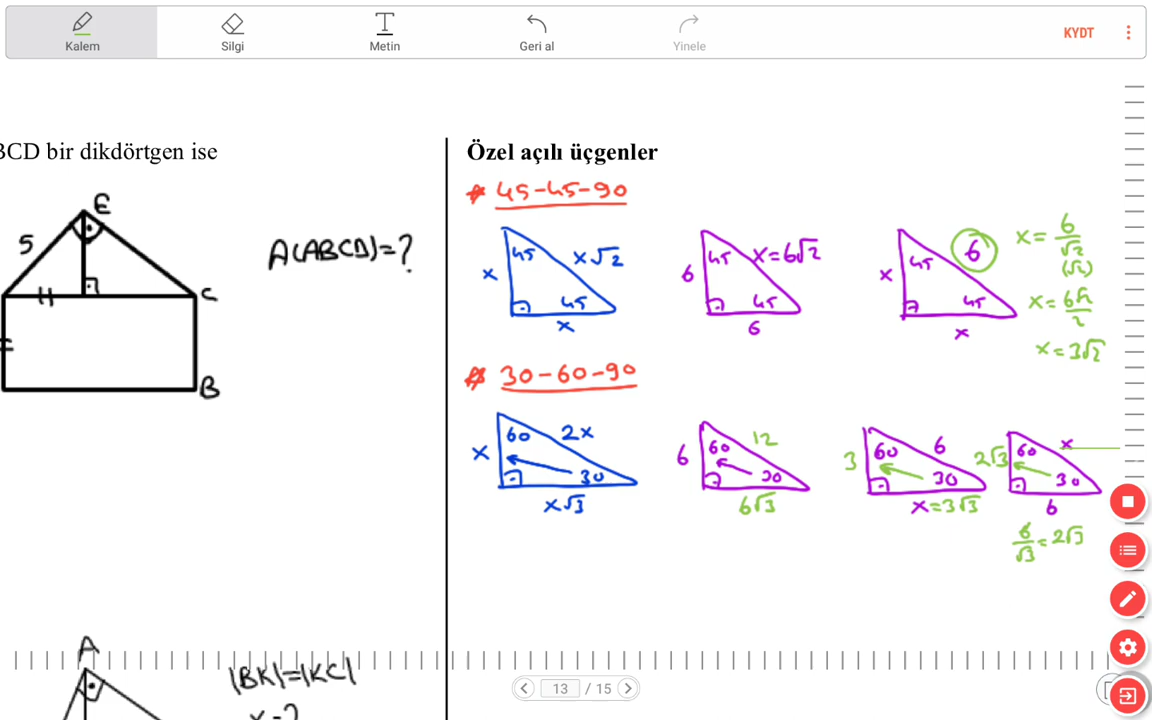 Kalem
Silgi
Metin
Geri al
Yinele
KYDT
BCD bir dikdörtgen ise
E
5
C
B
A(ABCD)=?
A
|BK|=|KC|
Özel açılı üçgenler
* 45-45-90
45
x√2
x
45
x
45
x=6√2
6
45
6
45
6
x
45
x
x=6/√2
(√2)
x=6√2/2
x=3√2
* 30-60-90
60
2x
x
30
x√3
60
12
6
30
6√3
60
6
3
30
x=3√3
60
x
2√3
30
6
6/√3=2√3
13 / 15